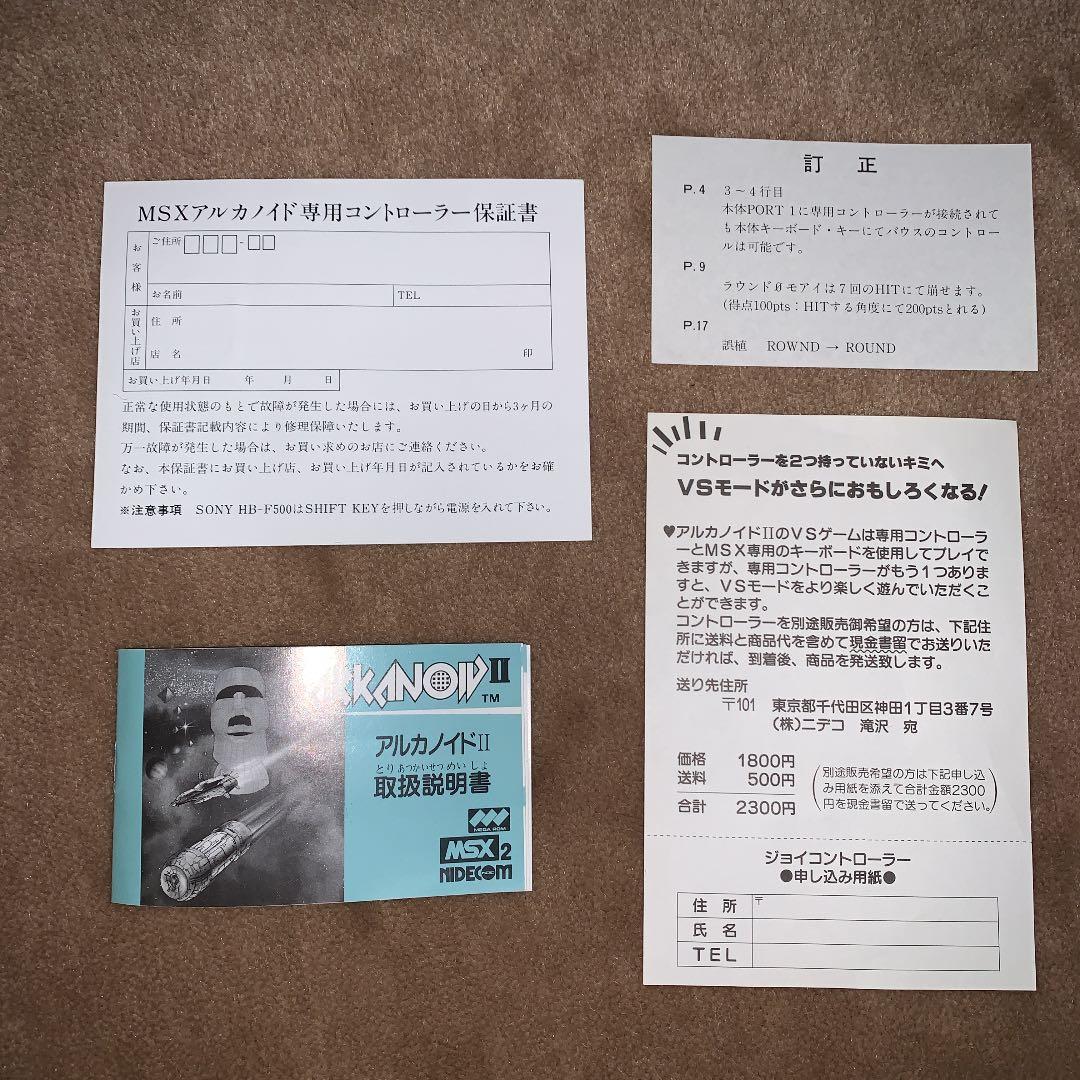 MSXアルカノイド専用コントローラー保証書
お客様
ご住所
お名前
TEL
お買い上げ店
住 所
店 名
印
お買い上げ年月日 年 月 日
正常な使用状態のもとで故障が発生した場合には、お買い上げの日から3ヶ月の
期間、保証書記載内容により修理保障いたします。
万一故障が発生した場合は、お買い求めのお店にご連絡ください。
なお、本保証書にお買い上げ店、お買い上げ年月日が記入されているかをお確
かめ下さい。
※注意事項 SONY HB-F500はSHIFT KEYを押しながら電源を入れて下さい。
訂 正
P.4 3～4行目
本体PORT 1に専用コントローラーが接続されて
も本体キーボード・キーにてバウスのコントロー
ルは可能です。
P.9
ラウンド0モアイは7回のHITにて崩せます。
(得点100pts：HITする角度にて200ptsとれる)
P.17
誤植 ROWND → ROUND
コントローラーを2つ持っていないキミへ
VSモードがさらにおもしろくなる!
♥アルカノイドIIのVSゲームは専用コントローラ
ーとMSX専用のキーボードを使用してプレイで
きますが、専用コントローラーがもう1つありま
すと、VSモードをより楽しく遊んでいただくこ
とができます。
コントローラーを別途販売御希望の方は、下記住
所に送料と商品代を含めて現金書留でお送りいた
だければ、到着後、商品を発送致します。
送り先住所
〒101 東京都千代田区神田1丁目3番7号
(株)ニデコ 滝沢 宛
価格 1800円
送料 500円
合計 2300円
(別途販売希望の方は下記申し込
み用紙を添えて合計金額2300
円を現金書留で送ってください。)
ジョイコントローラー
●申し込み用紙●
住 所 〒
氏 名
TEL
ARKANOID II
TM
アルカノイドII
とりあつかいせつめいしょ
取扱説明書
MEGA ROM
MSX 2
NIDECOM